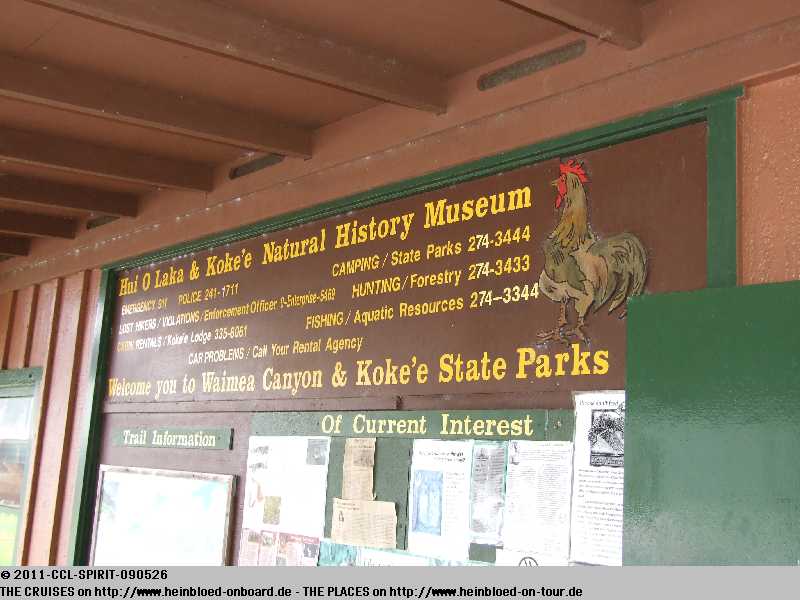 Hui O Laka & Koke'e Natural History Museum
EMERGENCY 911 POLICE 241-1711
CAMPING / State Parks 274-3444
LOST HIKERS / VIOLATIONS / Enforcement Officer 0-Enterprise-5469
HUNTING / Forestry 274-3433
CABIN RENTALS / Koke'e Lodge 335-6061
FISHING / Aquatic Resources 274-3344
CAR PROBLEMS / Call Your Rental Agency
Welcome you to Waimea Canyon & Koke'e State Parks
Trail Information
Of Current Interest
© 2011-CCL-SPIRIT-090526
THE CRUISES on http://www.heinbloed-onboard.de - THE PLACES on http://www.heinbloed-on-tour.de